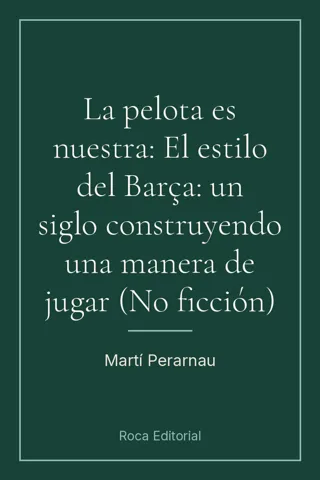 La pelota es
nuestra: El estilo
del Barça: un
siglo construyendo
una manera de
jugar (No ficción)
Martí Perarnau
Roca Editorial